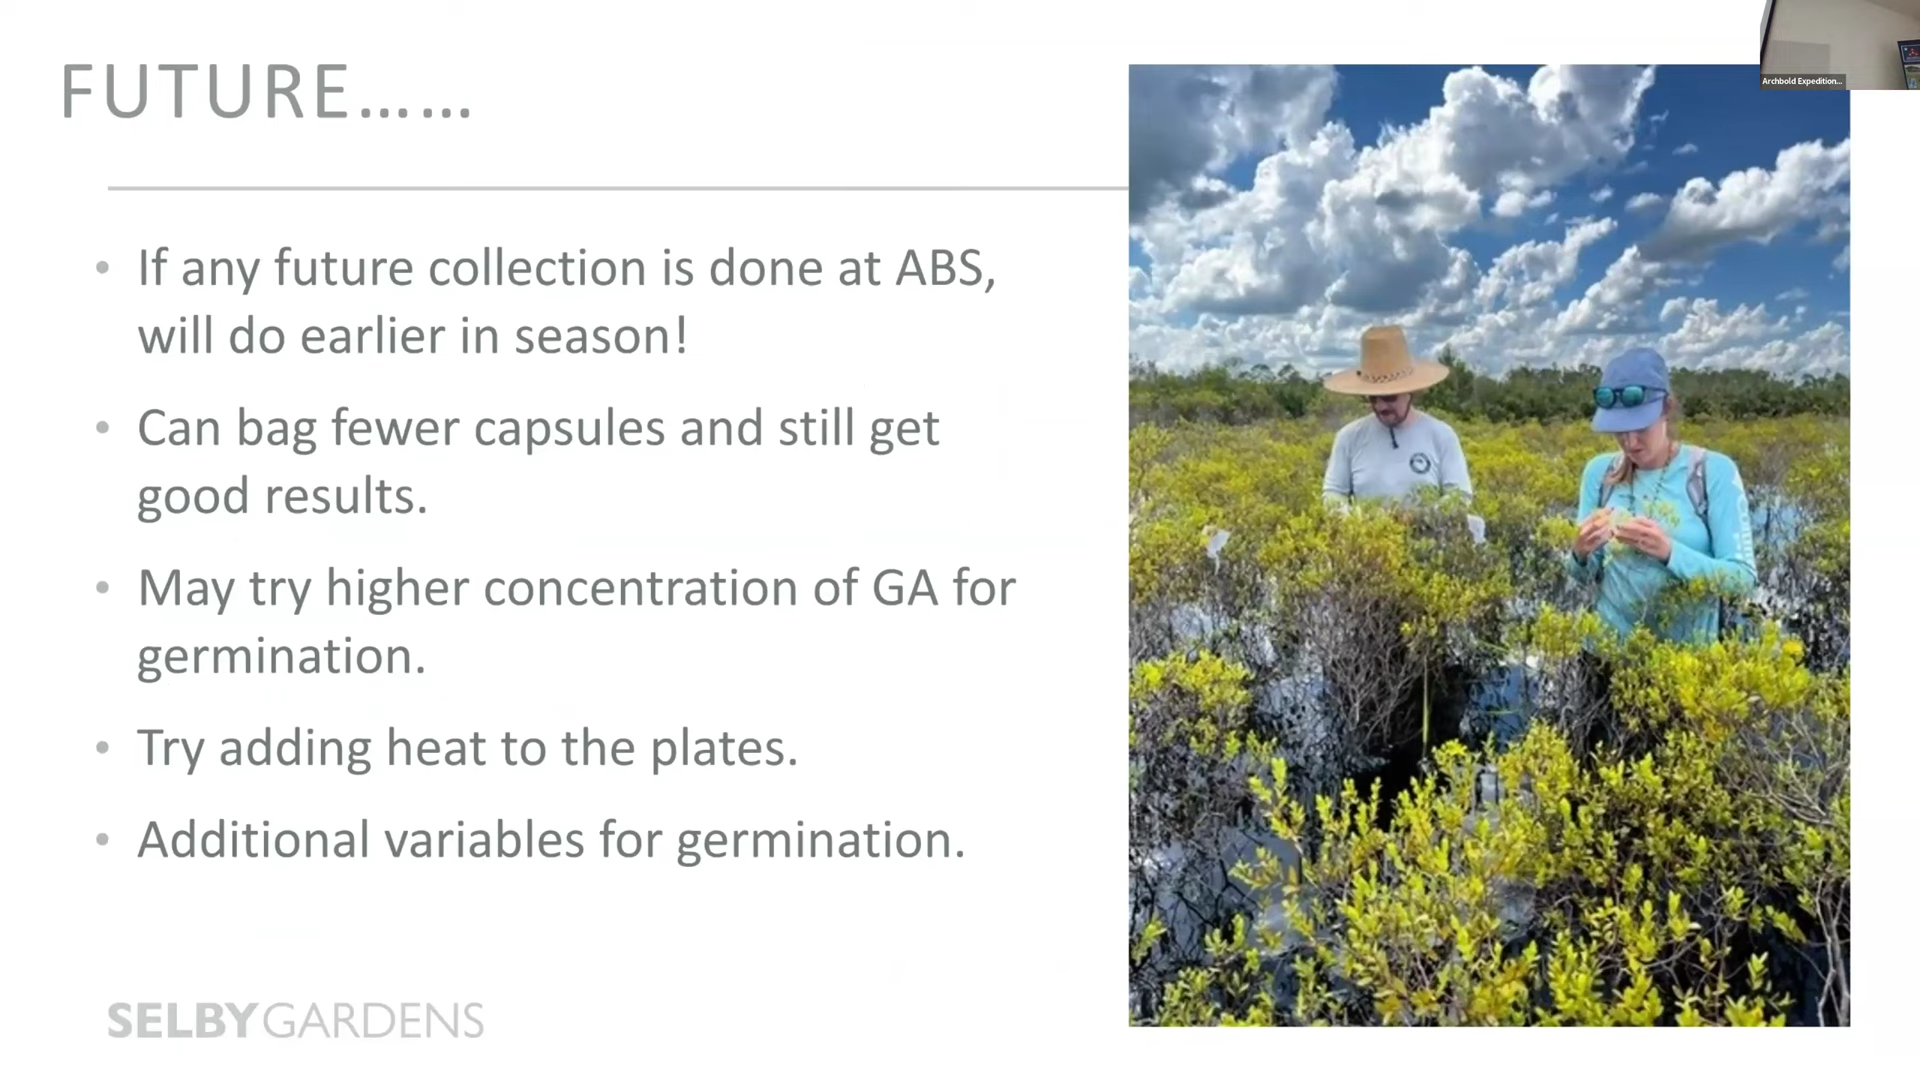 FUTURE......
Archbold Expedition...
• If any future collection is done at ABS,
will do earlier in season!
• Can bag fewer capsules and still get
good results.
• May try higher concentration of GA for
germination.
• Try adding heat to the plates.
• Additional variables for germination.
SELBYGARDENS